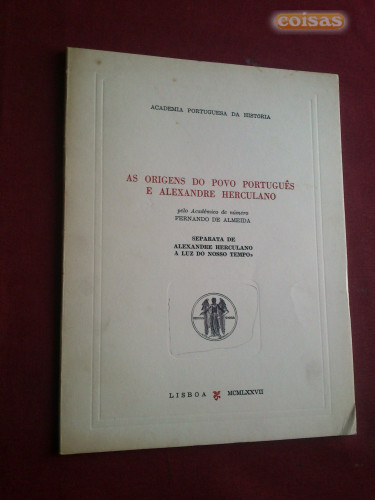 coisas
ACADEMIA PORTUGUESA DA HISTÓRIA
AS ORIGENS DO POVO PORTUGUÊS
E ALEXANDRE HERCULANO
pelo Académico de número
FERNANDO DE ALMEIDA
SEPARATA DE
ALEXANDRE HERCULANO
À LUZ DO NOSSO TEMPO»
LISBOA MCMLXXVII